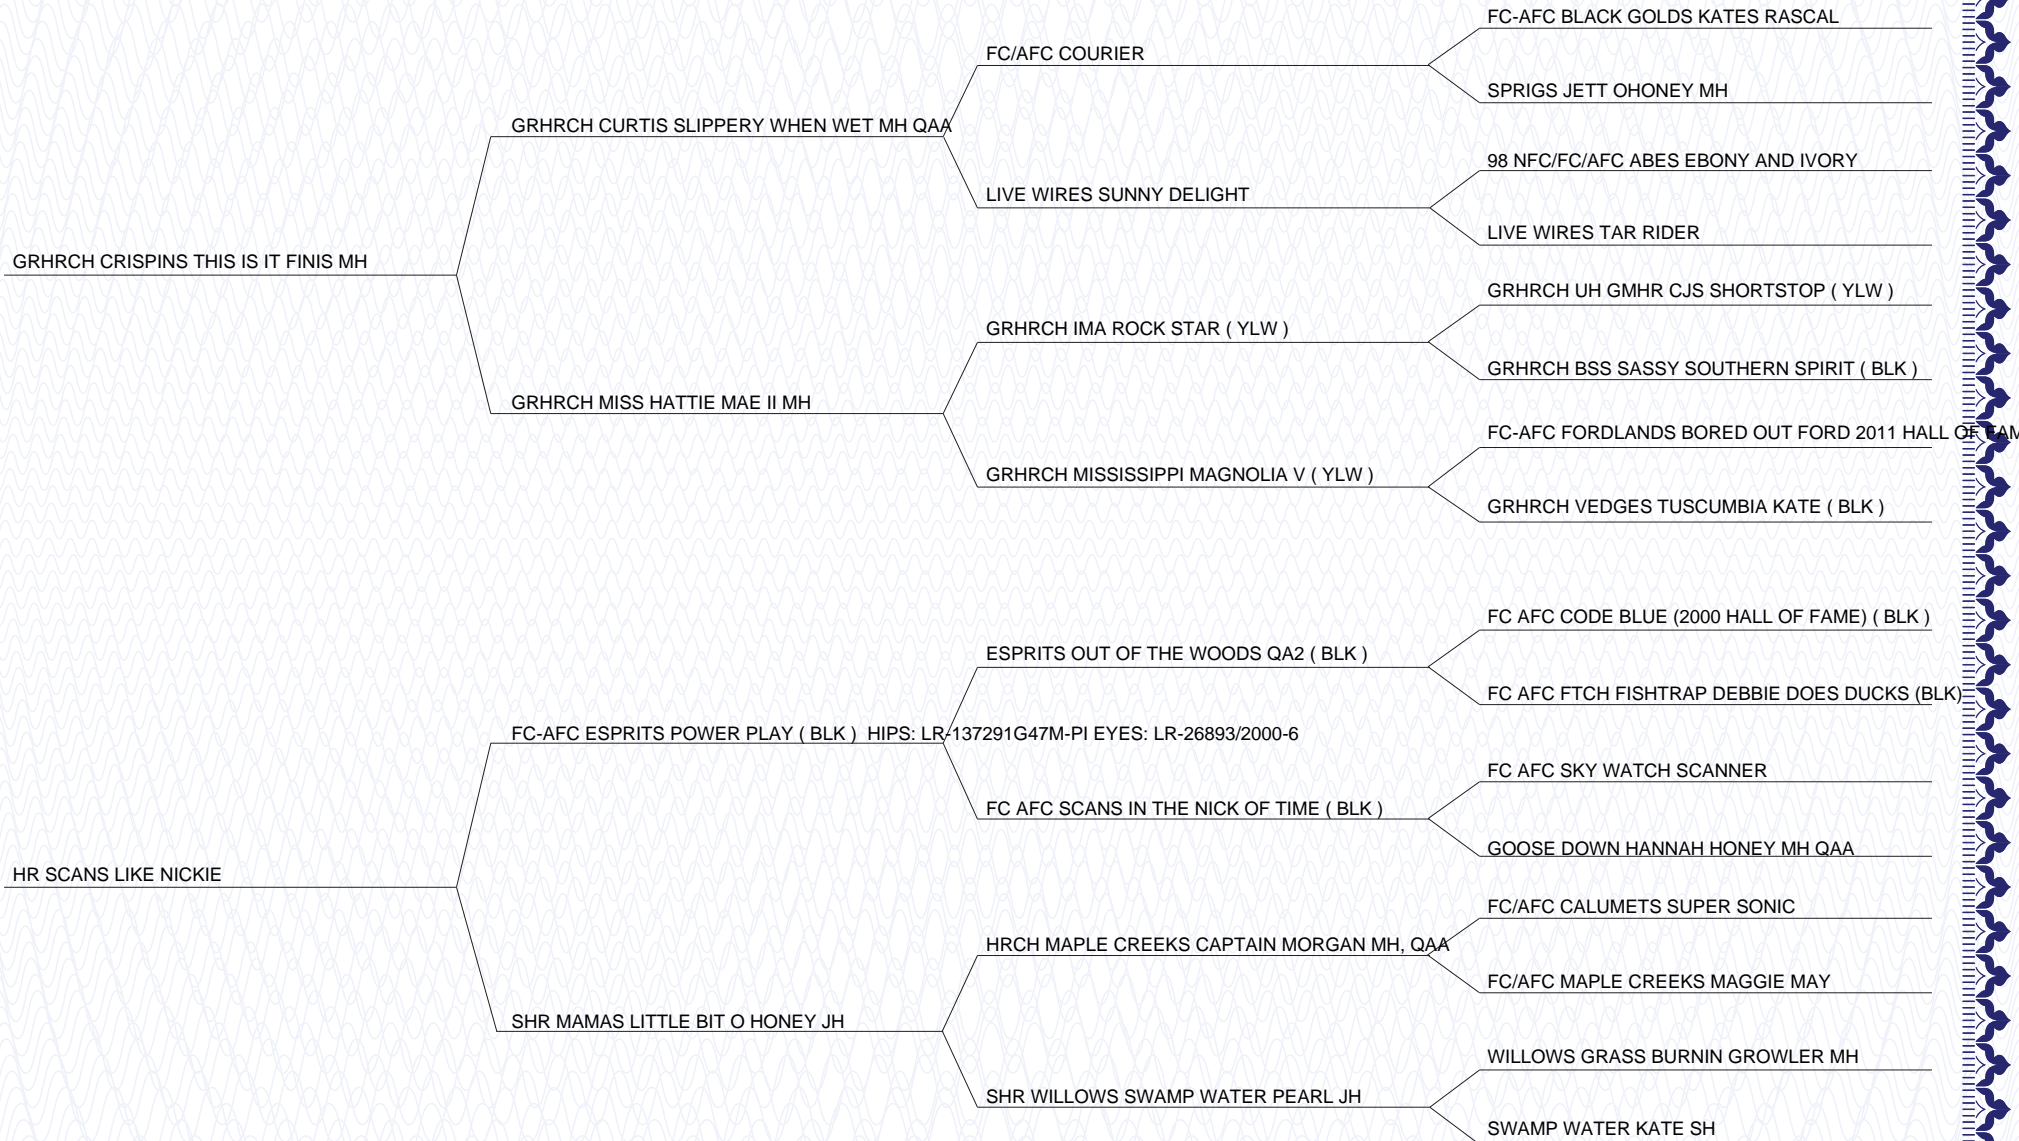 FC-AFC BLACK GOLDS KATES RASCAL
FC/AFC COURIER
SPRIGS JETT OHONEY MH
GRHRCH CURTIS SLIPPERY WHEN WET MH QAA
98 NFC/FC/AFC ABES EBONY AND IVORY
LIVE WIRES SUNNY DELIGHT
LIVE WIRES TAR RIDER
GRHRCH CRISPINS THIS IS IT FINIS MH
GRHRCH UH GMHR CJS SHORTSTOP ( YLW )
GRHRCH IMA ROCK STAR ( YLW )
GRHRCH BSS SASSY SOUTHERN SPIRIT ( BLK )
GRHRCH MISS HATTIE MAE II MH
FC-AFC FORDLANDS BORED OUT FORD 2011 HALL OF FAM
GRHRCH MISSISSIPPI MAGNOLIA V ( YLW )
GRHRCH VEDGES TUSCUMBIA KATE ( BLK )
FC AFC CODE BLUE (2000 HALL OF FAME) ( BLK )
ESPRITS OUT OF THE WOODS QA2 ( BLK )
FC AFC FTCH FISHTRAP DEBBIE DOES DUCKS (BLK)
FC-AFC ESPRITS POWER PLAY ( BLK ) HIPS: LR-137291G47M-PI EYES: LR-26893/2000-6
FC AFC SKY WATCH SCANNER
FC AFC SCANS IN THE NICK OF TIME ( BLK )
GOOSE DOWN HANNAH HONEY MH QAA
HR SCANS LIKE NICKIE
FC/AFC CALUMETS SUPER SONIC
HRCH MAPLE CREEKS CAPTAIN MORGAN MH, QAA
FC/AFC MAPLE CREEKS MAGGIE MAY
SHR MAMAS LITTLE BIT O HONEY JH
WILLOWS GRASS BURNIN GROWLER MH
SHR WILLOWS SWAMP WATER PEARL JH
SWAMP WATER KATE SH